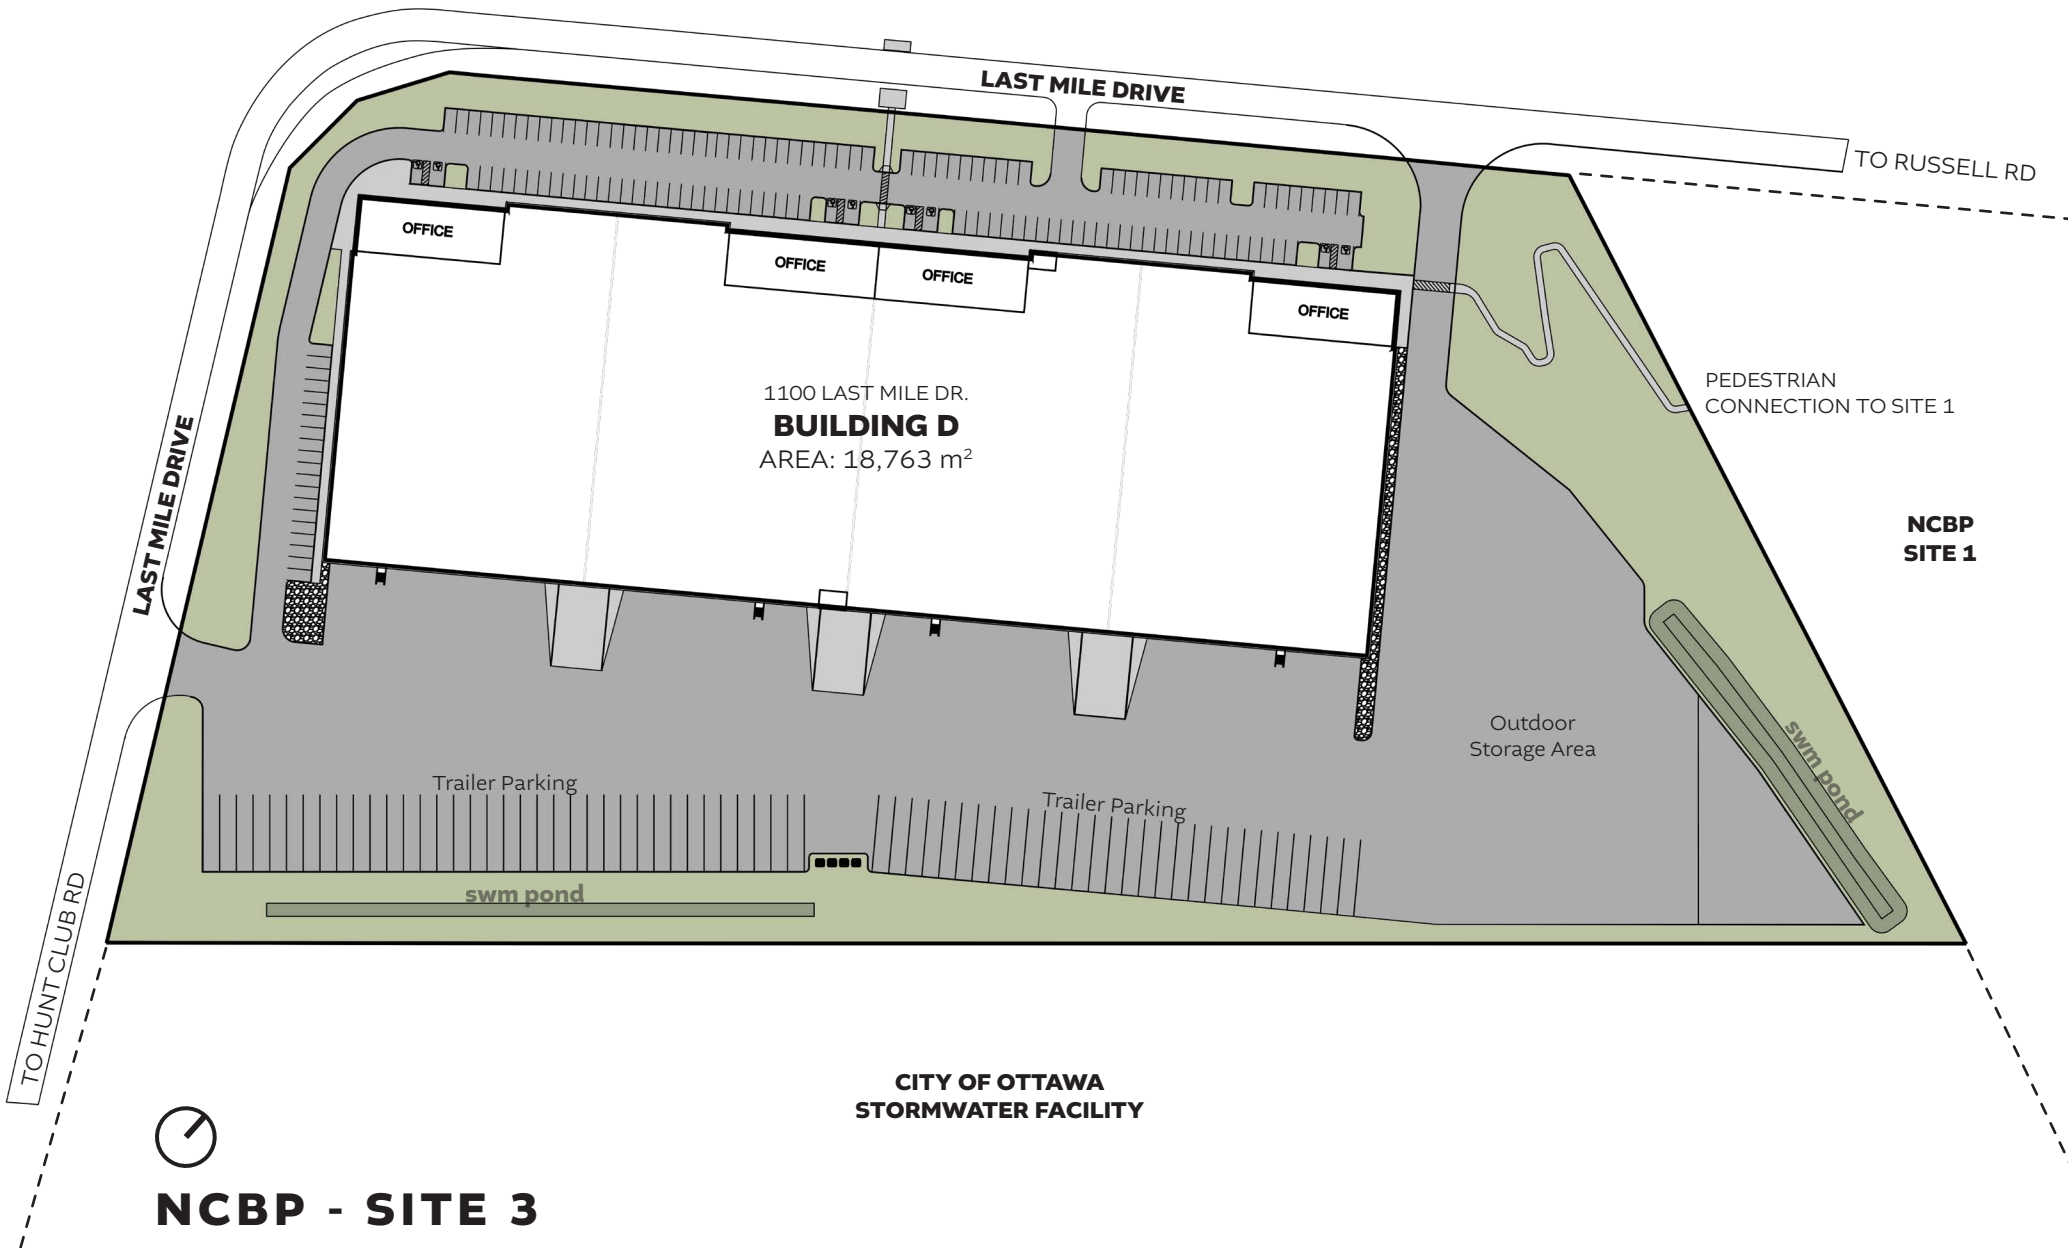 LAST MILE DRIVE
TO RUSSELL RD
OFFICE
OFFICE
OFFICE
OFFICE
1100 LAST MILE DR.
BUILDING D
AREA: 18,763 m²
PEDESTRIAN
CONNECTION TO SITE 1
LAST MILE DRIVE
NCBP
SITE 1
Outdoor
Storage Area
swm pond
Trailer Parking
Trailer Parking
swm pond
TO HUNT CLUB RD
CITY OF OTTAWA
STORMWATER FACILITY
NCBP - SITE 3